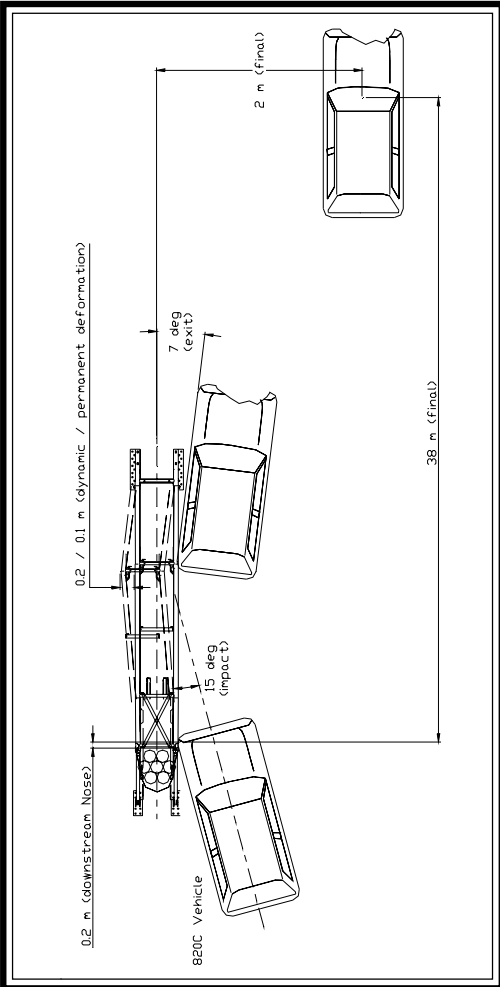 0.2 m (downstream Nose)
0.2 / 0.1 m (dynamic / permanent deformation)
2 m (final)
7 deg
(exit)
15 deg
(impact)
38 m (final)
820C Vehicle